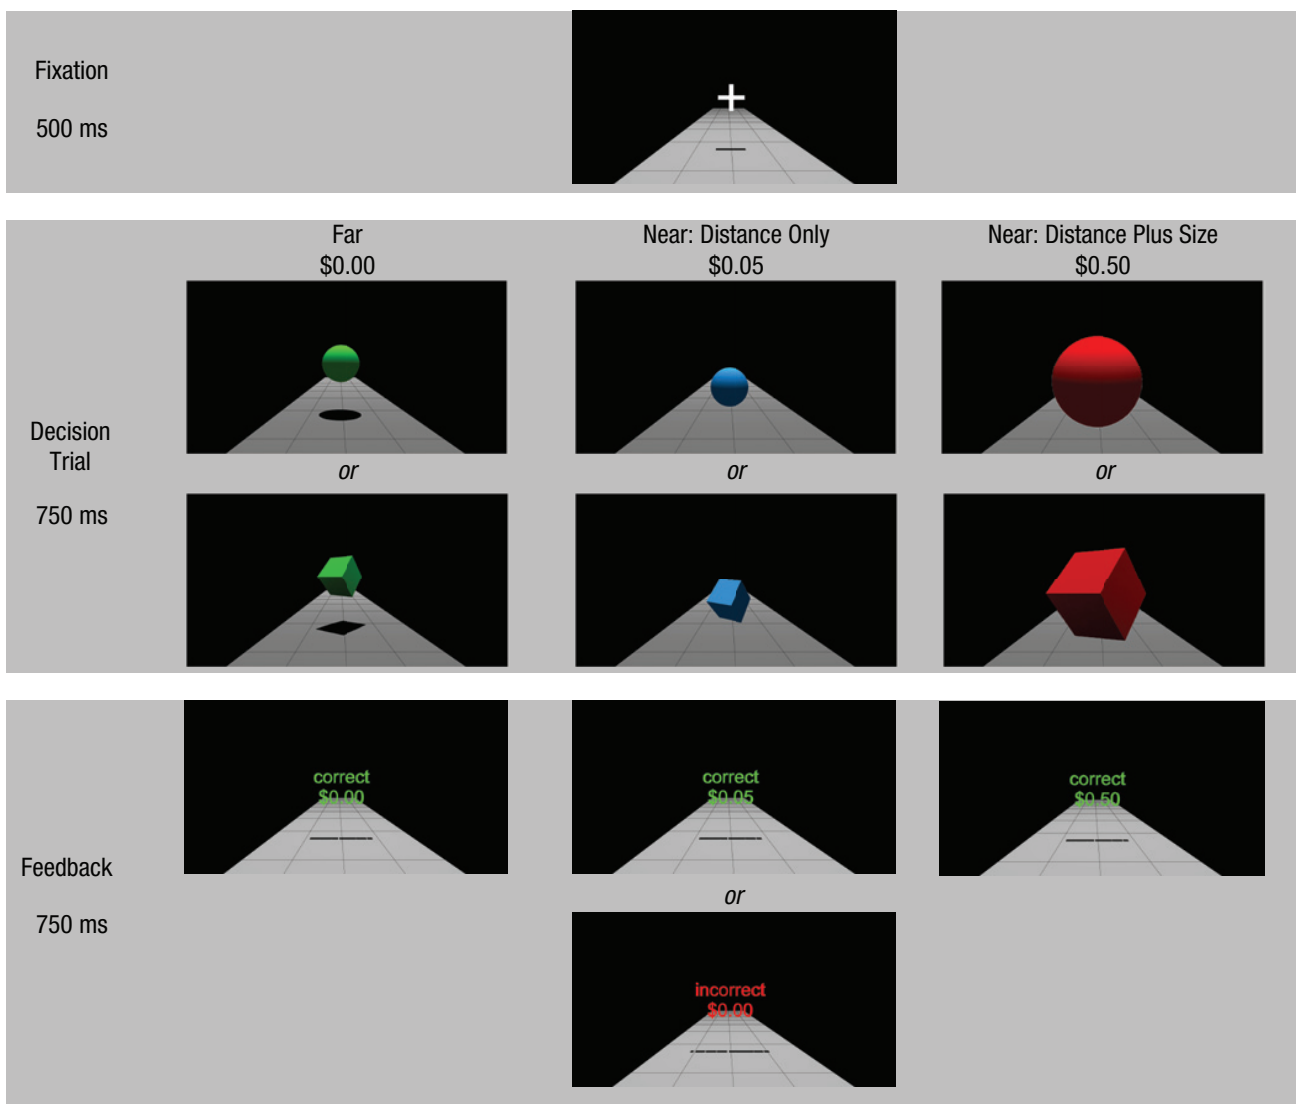 Fixation
500 ms
Far
$0.00
Near: Distance Only
$0.05
Near: Distance Plus Size
$0.50
Decision
Trial
750 ms
or
or
or
Feedback
750 ms
correct
$0.00
correct
$0.05
correct
$0.50
or
incorrect
$0.00